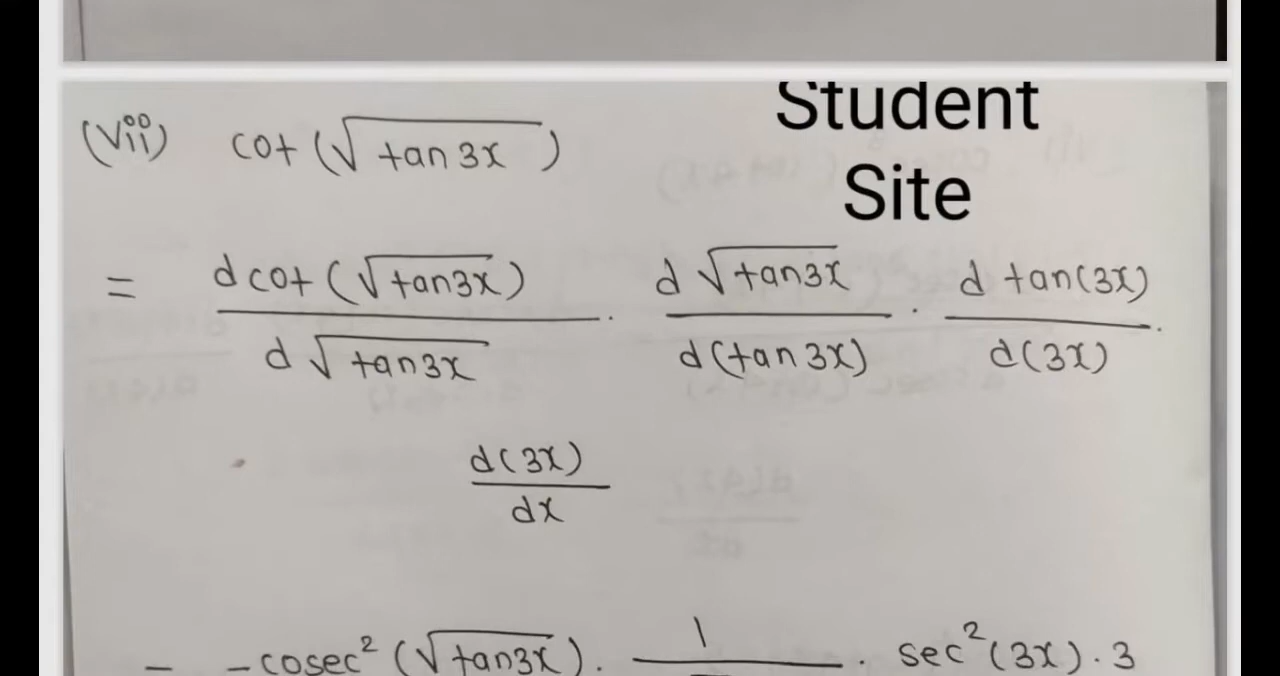 Student
Site
(vii) cot (√tan 3x)
= d cot (√tan3x) / d √tan3x . d √tan3x / d(tan 3x) . d tan(3x) / d(3x) .
d(3x) / dx
- cosec² (√tan3x) . 1 . sec² (3x) . 3